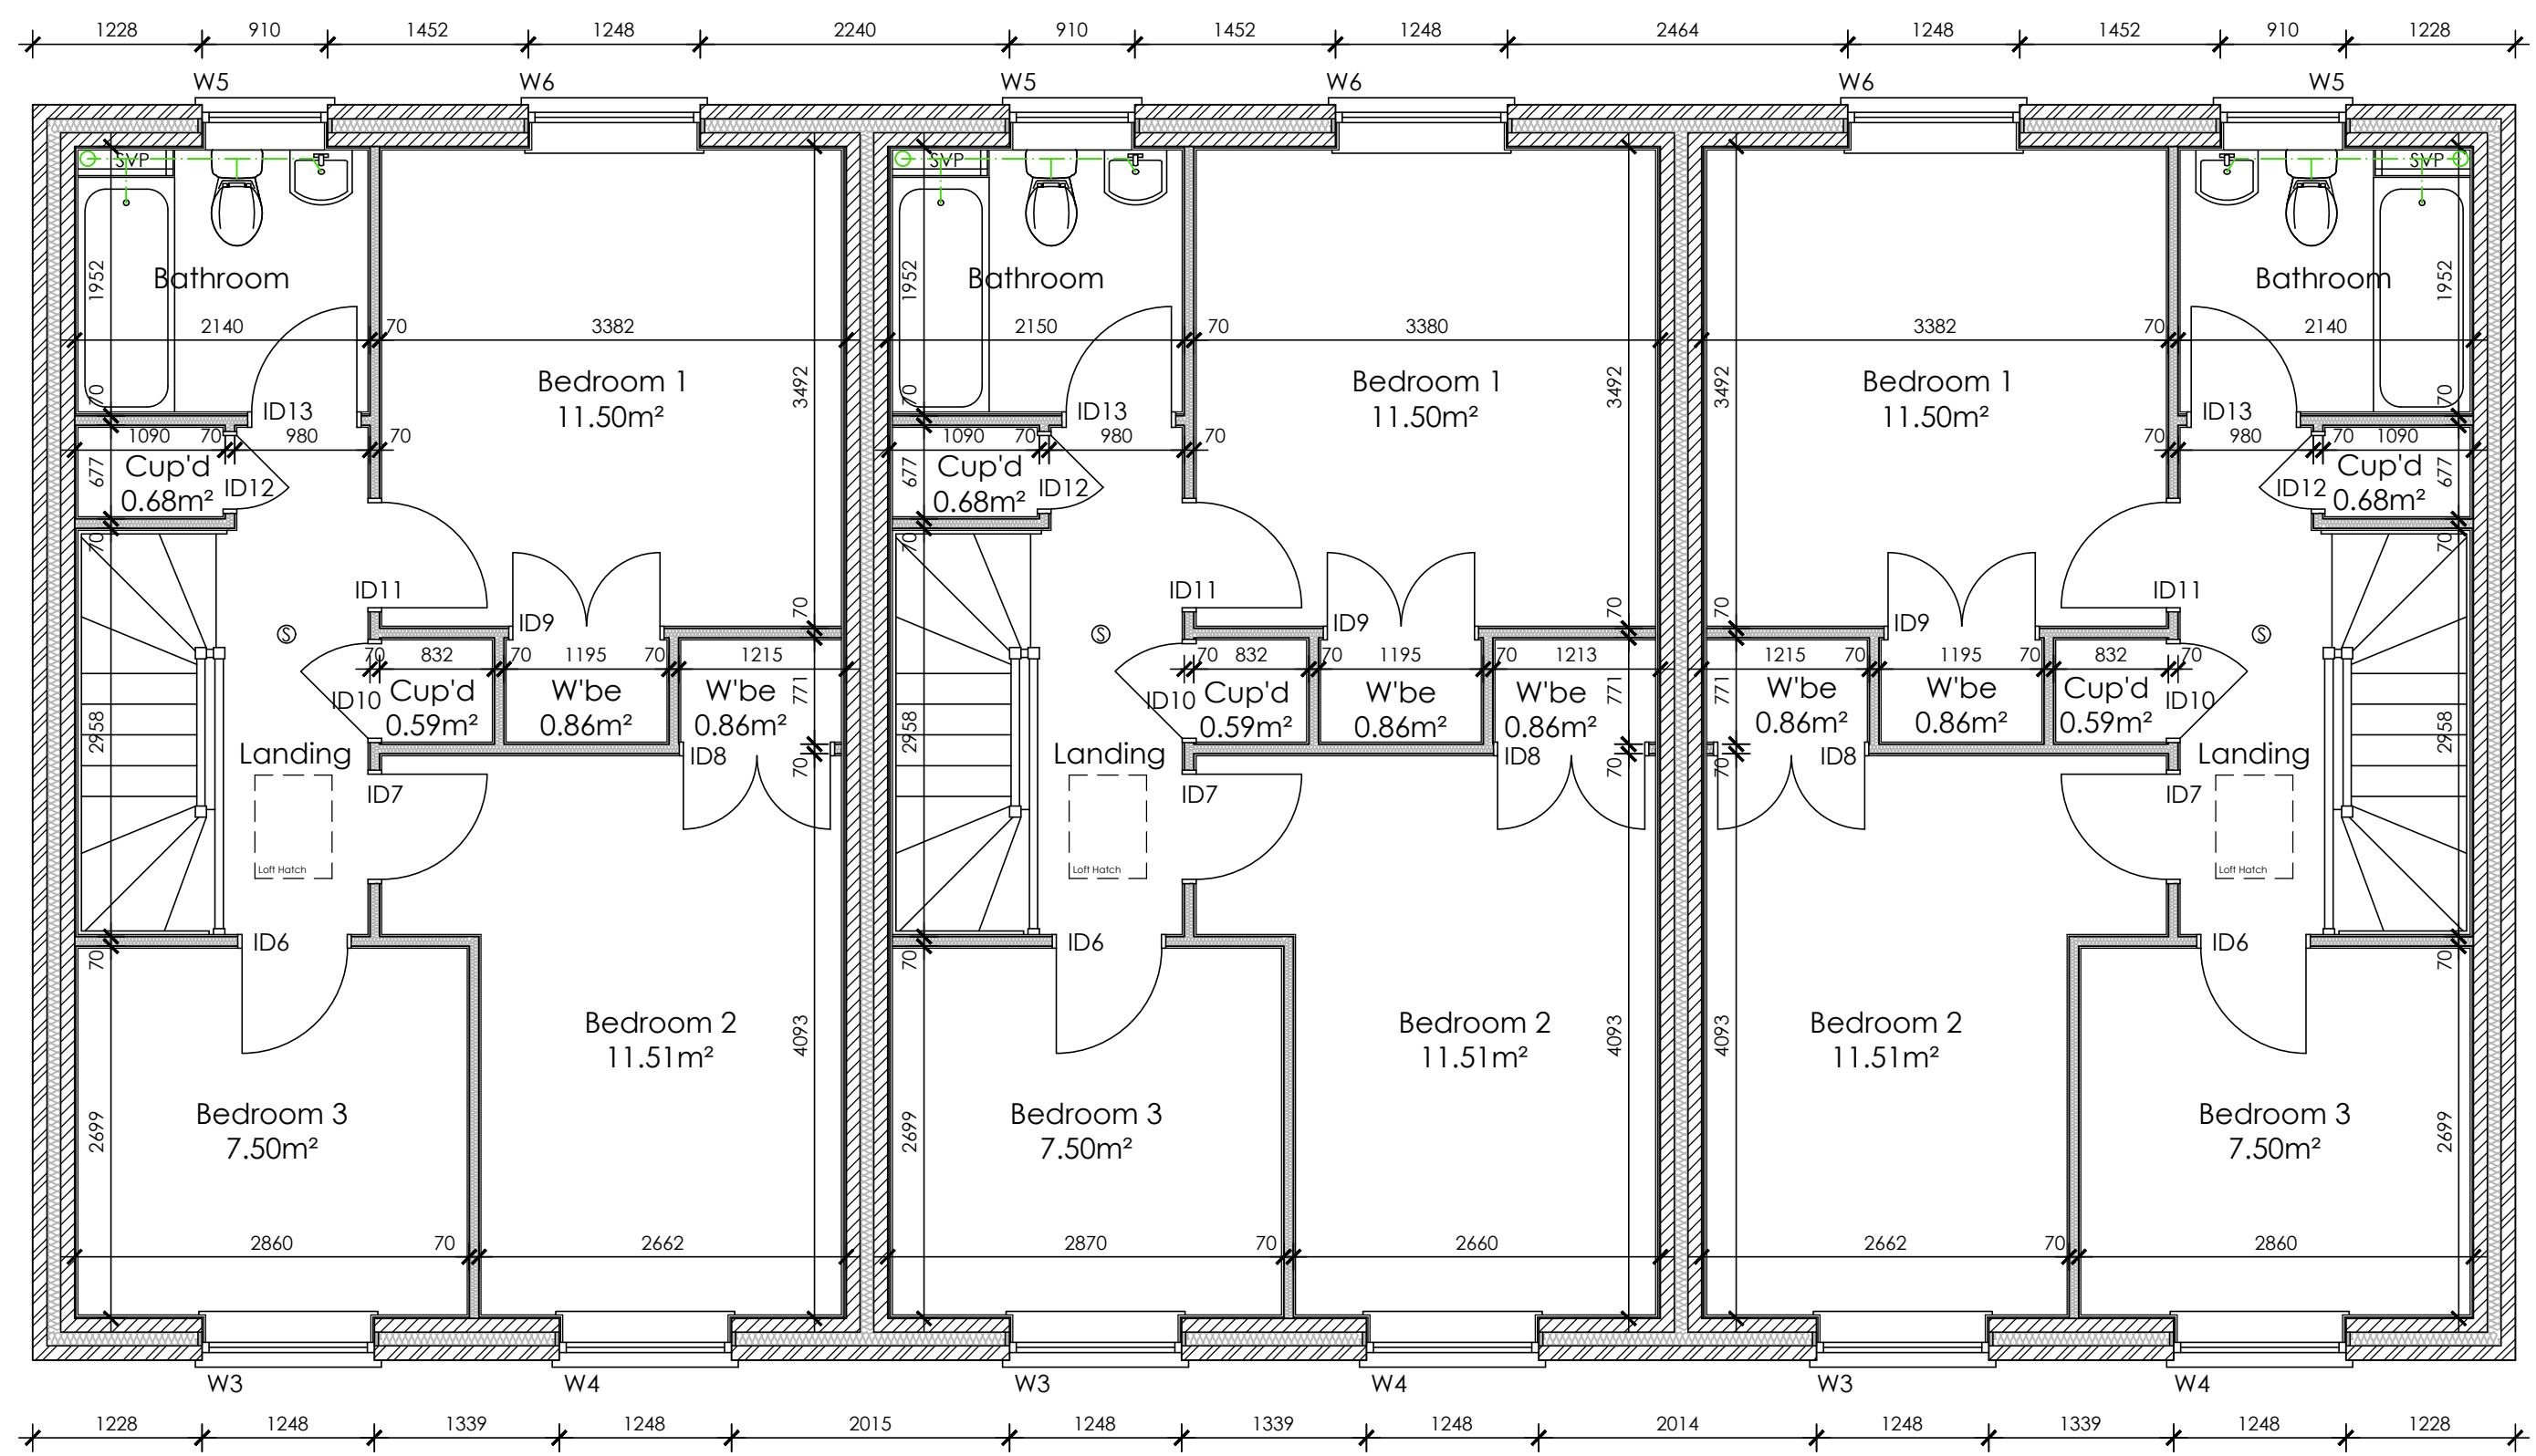 1228 910 1452 1248 2240 910 1452 1248 2464 1248 1452 910 1228
W5 W6 W5 W6 W6 W5
SVP SVP SVP
1952 Bathroom 1952 Bathroom Bathroom 1952
2140 70 3382 2150 70 3380 3382 70 2140
Bedroom 1 Bedroom 1 Bedroom 1
11.50m² 11.50m² 11.50m²
3492 3492 3492
70 ID13 70 ID13 ID13 70
1090 70 980 70 1090 70 980 70 70 980 70 1090
677 Cup'd 677 Cup'd Cup'd 677
0.68m² ID12 0.68m² ID12 ID12 0.68m²
70 70 70
ID11 ID11 ID11
70 70 70
ID9 ID9 ID9
S S S
70 832 70 1195 70 1215 70 832 70 1195 70 1213 1215 70 1195 70 832 70
ID10 Cup'd W'be W'be 771 ID10 Cup'd W'be W'be 771 771 W'be W'be Cup'd ID10
0.59m² 0.86m² 0.86m² 0.59m² 0.86m² 0.86m² 0.86m² 0.86m² 0.59m²
2958 2958 2958
Landing ID8 70 Landing ID8 70 70 ID8 Landing
ID7 ID7 ID7
Loft Hatch Loft Hatch Loft Hatch
ID6 ID6 ID6
70 70 70
Bedroom 2 Bedroom 2 Bedroom 2
11.51m² 11.51m² 11.51m²
4093 4093 4093
Bedroom 3 Bedroom 3 Bedroom 3
7.50m² 7.50m² 7.50m²
2699 2699 2699
2860 70 2662 2870 70 2660 2662 70 2860
W3 W4 W3 W4 W3 W4
1228 1248 1339 1248 2015 1248 1339 1248 2014 1248 1339 1248 1228